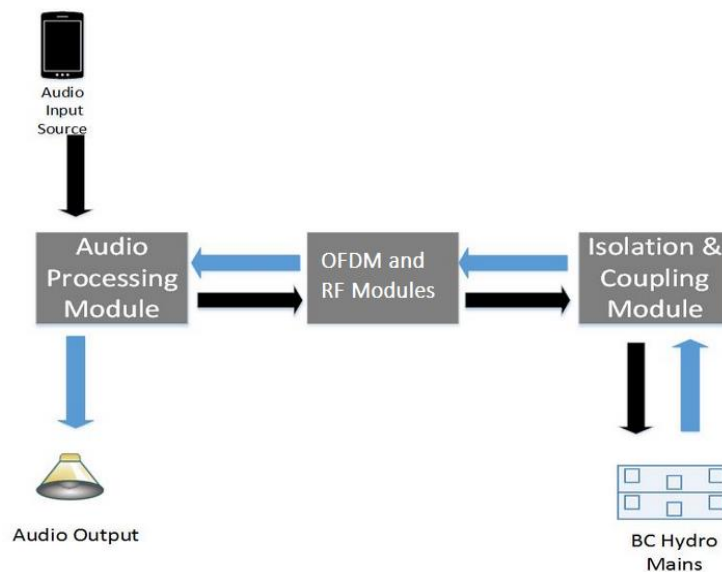 Audio
Input
Source
Audio
Processing
Module
OFDM and
RF Modules
Isolation &
Coupling
Module
Audio Output
BC Hydro
Mains